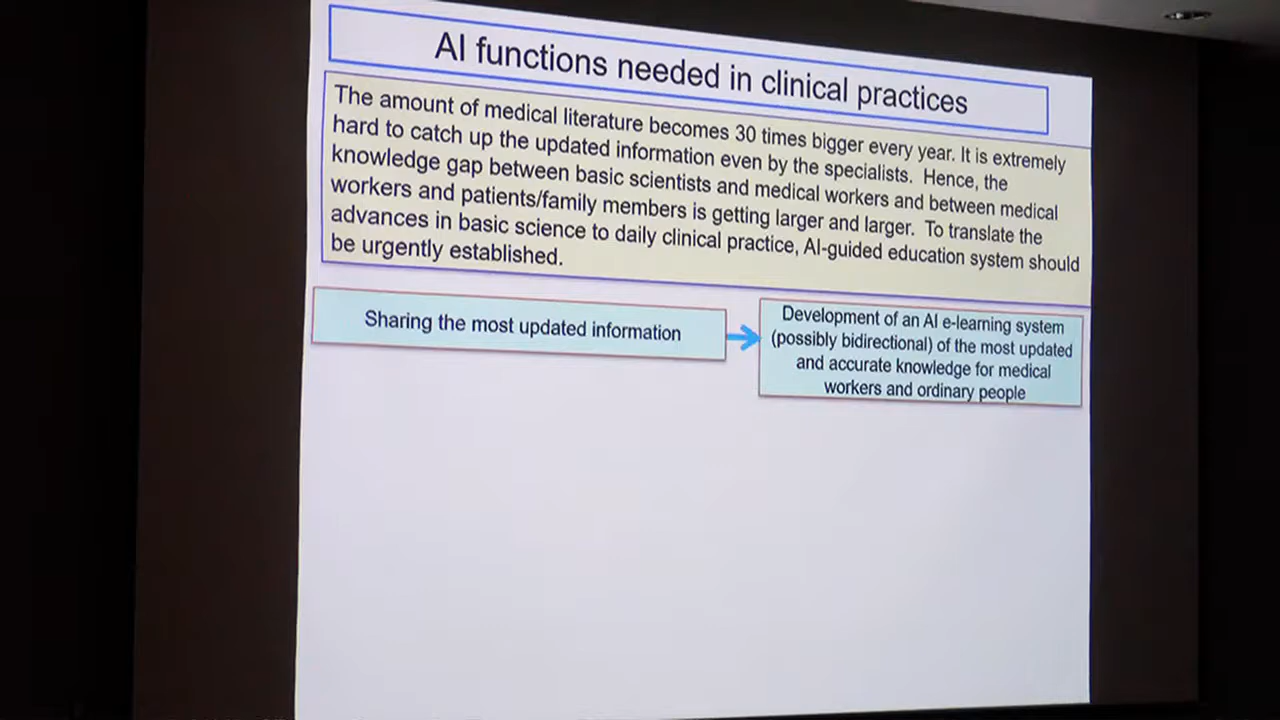 AI functions needed in clinical practices
The amount of medical literature becomes 30 times bigger every year. It is extremely
hard to catch up the updated information even by the specialists. Hence, the
knowledge gap between basic scientists and medical workers and between medical
workers and patients/family members is getting larger and larger. To translate the
advances in basic science to daily clinical practice, AI-guided education system should
be urgently established.
Sharing the most updated information
Development of an AI e-learning system
(possibly bidirectional) of the most updated
and accurate knowledge for medical
workers and ordinary people